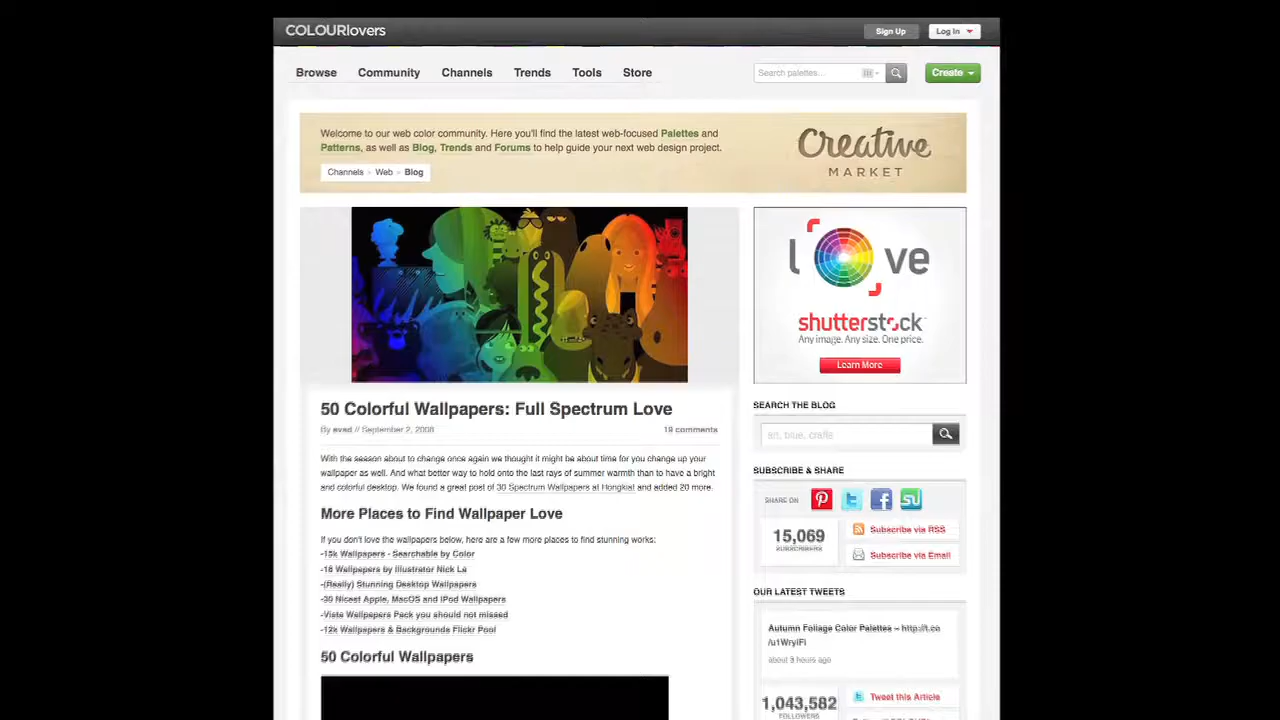 COLOURlovers
Sign Up
Log In
Browse
Community
Channels
Trends
Tools
Store
Search palettes...
Create
Welcome to our web color community. Here you'll find the latest web-focused Palettes and
Patterns, as well as Blog, Trends and Forums to help guide your next web design project.
Channels » Web » Blog
Creative
MARKET
love
shutterstock
Any image. Any size. One price.
Learn More
50 Colorful Wallpapers: Full Spectrum Love
By evad // September 2, 2008
19 comments
With the season about to change once again we thought it might be about time for you change up your
wallpaper as well. And what better way to hold onto the last rays of summer warmth than to have a bright
and colorful desktop. We found a great post of 30 Spectrum Wallpapers at Hongkiat and added 20 more.
More Places to Find Wallpaper Love
If you don't love the wallpapers below, here are a few more places to find stunning works:
-15k Wallpapers - Searchable by Color
-18 Wallpapers by Illustrator Nick La
-(Really) Stunning Desktop Wallpapers
-30 Nicest Apple, MacOS and iPod Wallpapers
-Vista Wallpapers Pack you should not missed
-12k Wallpapers & Backgrounds Flickr Pool
50 Colorful Wallpapers
SEARCH THE BLOG
art, blue, crafts
SUBSCRIBE & SHARE
SHARE ON
15,069
SUBSCRIBERS
Subscribe via RSS
Subscribe via Email
OUR LATEST TWEETS
Autumn Foliage Color Palettes – http://t.co
/u1WrylFl
about 3 hours ago
1,043,582
FOLLOWERS
Tweet this Article